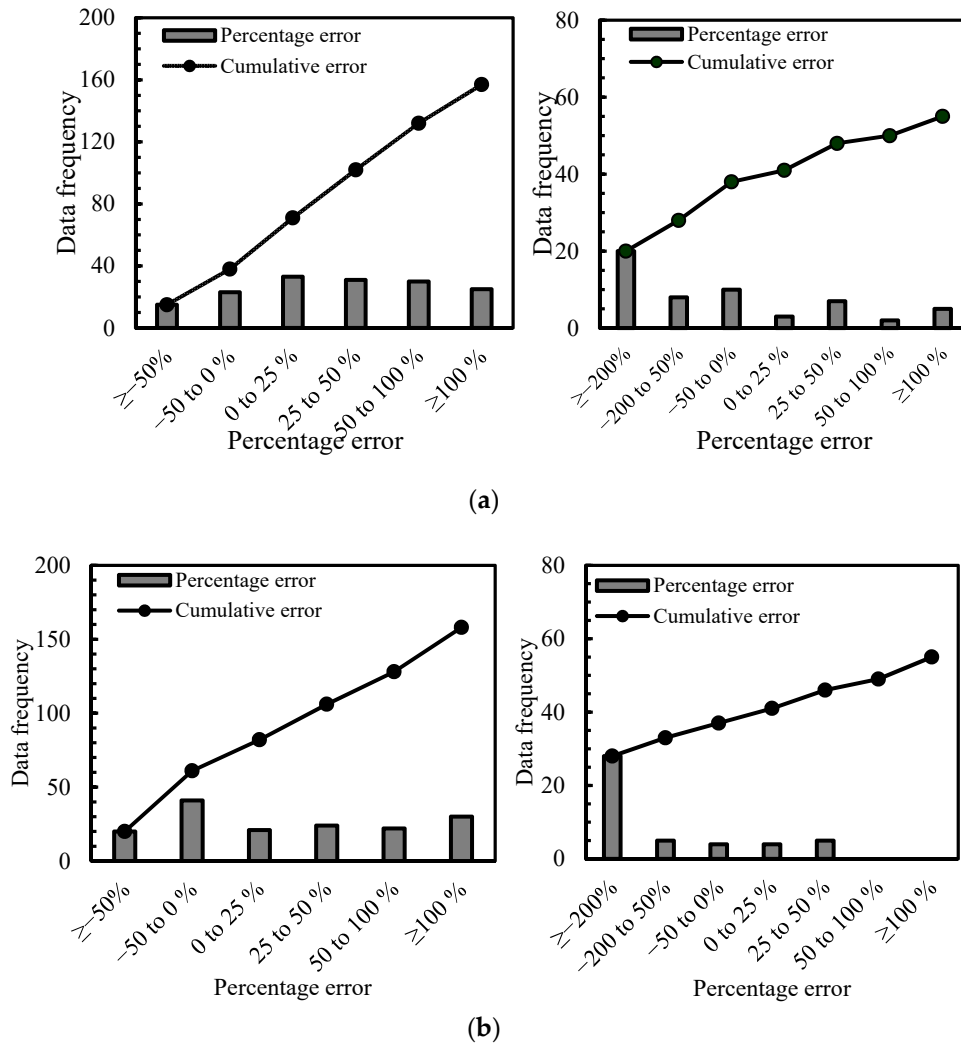 200
160
120
80
40
0
Data frequency
Percentage error
Cumulative error
≥−50%
−50 to 0 %
0 to 25 %
25 to 50 %
50 to 100 %
≥100 %
Percentage error
80
60
40
20
0
Data frequency
Percentage error
Cumulative error
≥−200%
−200 to 50%
−50 to 0%
0 to 25 %
25 to 50 %
50 to 100 %
≥100 %
Percentage error
(a)
200
150
100
50
0
Data frequency
Percentage error
Cumulative error
≥−50%
−50 to 0 %
0 to 25 %
25 to 50 %
50 to 100 %
≥100 %
Percentage error
80
60
40
20
0
Data frequency
Percentage error
Cumulative error
≥−200%
−200 to 50%
−50 to 0%
0 to 25 %
25 to 50 %
50 to 100 %
≥100 %
Percentage error
(b)